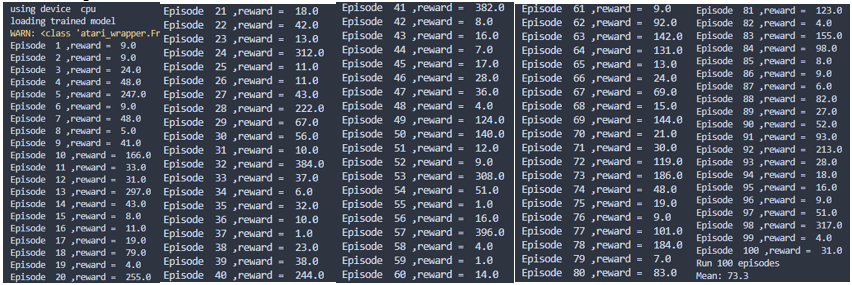 using device cpu
loading trained model
WARN: <class 'atari_wrapper.Fr
Episode 1 ,reward = 9.0
Episode 2 ,reward = 9.0
Episode 3 ,reward = 24.0
Episode 4 ,reward = 48.0
Episode 5 ,reward = 247.0
Episode 6 ,reward = 9.0
Episode 7 ,reward = 48.0
Episode 8 ,reward = 5.0
Episode 9 ,reward = 41.0
Episode 10 ,reward = 166.0
Episode 11 ,reward = 33.0
Episode 12 ,reward = 31.0
Episode 13 ,reward = 297.0
Episode 14 ,reward = 43.0
Episode 15 ,reward = 8.0
Episode 16 ,reward = 11.0
Episode 17 ,reward = 19.0
Episode 18 ,reward = 79.0
Episode 19 ,reward = 4.0
Episode 20 ,reward = 255.0
Episode 21 ,reward = 18.0
Episode 22 ,reward = 42.0
Episode 23 ,reward = 13.0
Episode 24 ,reward = 312.0
Episode 25 ,reward = 11.0
Episode 26 ,reward = 11.0
Episode 27 ,reward = 43.0
Episode 28 ,reward = 222.0
Episode 29 ,reward = 67.0
Episode 30 ,reward = 56.0
Episode 31 ,reward = 10.0
Episode 32 ,reward = 384.0
Episode 33 ,reward = 37.0
Episode 34 ,reward = 6.0
Episode 35 ,reward = 32.0
Episode 36 ,reward = 10.0
Episode 37 ,reward = 1.0
Episode 38 ,reward = 23.0
Episode 39 ,reward = 38.0
Episode 40 ,reward = 244.0
Episode 41 ,reward = 382.0
Episode 42 ,reward = 8.0
Episode 43 ,reward = 16.0
Episode 44 ,reward = 7.0
Episode 45 ,reward = 17.0
Episode 46 ,reward = 28.0
Episode 47 ,reward = 36.0
Episode 48 ,reward = 4.0
Episode 49 ,reward = 124.0
Episode 50 ,reward = 140.0
Episode 51 ,reward = 12.0
Episode 52 ,reward = 9.0
Episode 53 ,reward = 308.0
Episode 54 ,reward = 51.0
Episode 55 ,reward = 1.0
Episode 56 ,reward = 16.0
Episode 57 ,reward = 396.0
Episode 58 ,reward = 4.0
Episode 59 ,reward = 1.0
Episode 60 ,reward = 14.0
Episode 61 ,reward = 9.0
Episode 62 ,reward = 33.0
Episode 63 ,reward = 142.0
Episode 64 ,reward = 131.0
Episode 65 ,reward = 13.0
Episode 66 ,reward = 24.0
Episode 67 ,reward = 69.0
Episode 68 ,reward = 15.0
Episode 69 ,reward = 144.0
Episode 70 ,reward = 21.0
Episode 71 ,reward = 30.0
Episode 72 ,reward = 119.0
Episode 73 ,reward = 186.0
Episode 74 ,reward = 48.0
Episode 75 ,reward = 19.0
Episode 76 ,reward = 9.0
Episode 77 ,reward = 101.0
Episode 78 ,reward = 184.0
Episode 79 ,reward = 7.0
Episode 80 ,reward = 83.0
Episode 81 ,reward = 123.0
Episode 82 ,reward = 4.0
Episode 83 ,reward = 155.0
Episode 84 ,reward = 98.0
Episode 85 ,reward = 8.0
Episode 86 ,reward = 9.0
Episode 87 ,reward = 6.0
Episode 88 ,reward = 82.0
Episode 89 ,reward = 27.0
Episode 90 ,reward = 52.0
Episode 91 ,reward = 93.0
Episode 92 ,reward = 213.0
Episode 93 ,reward = 28.0
Episode 94 ,reward = 18.0
Episode 95 ,reward = 16.0
Episode 96 ,reward = 9.0
Episode 97 ,reward = 51.0
Episode 98 ,reward = 317.0
Episode 99 ,reward = 4.0
Episode 100 ,reward = 31.0
Run 100 episodes
Mean: 73.3